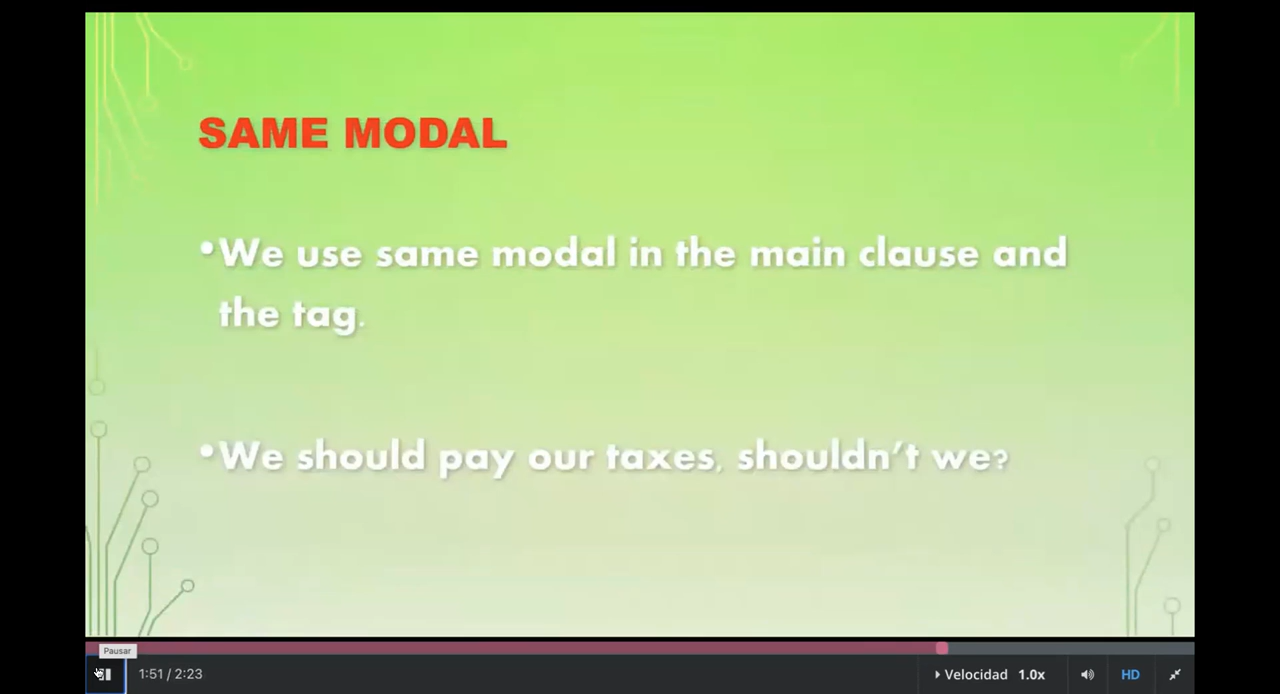 SAME MODAL
•We use same modal in the main clause and
the tag.
•We should pay our taxes, shouldn't we?
Pausar
1:51 / 2:23
Velocidad 1.0x
HD